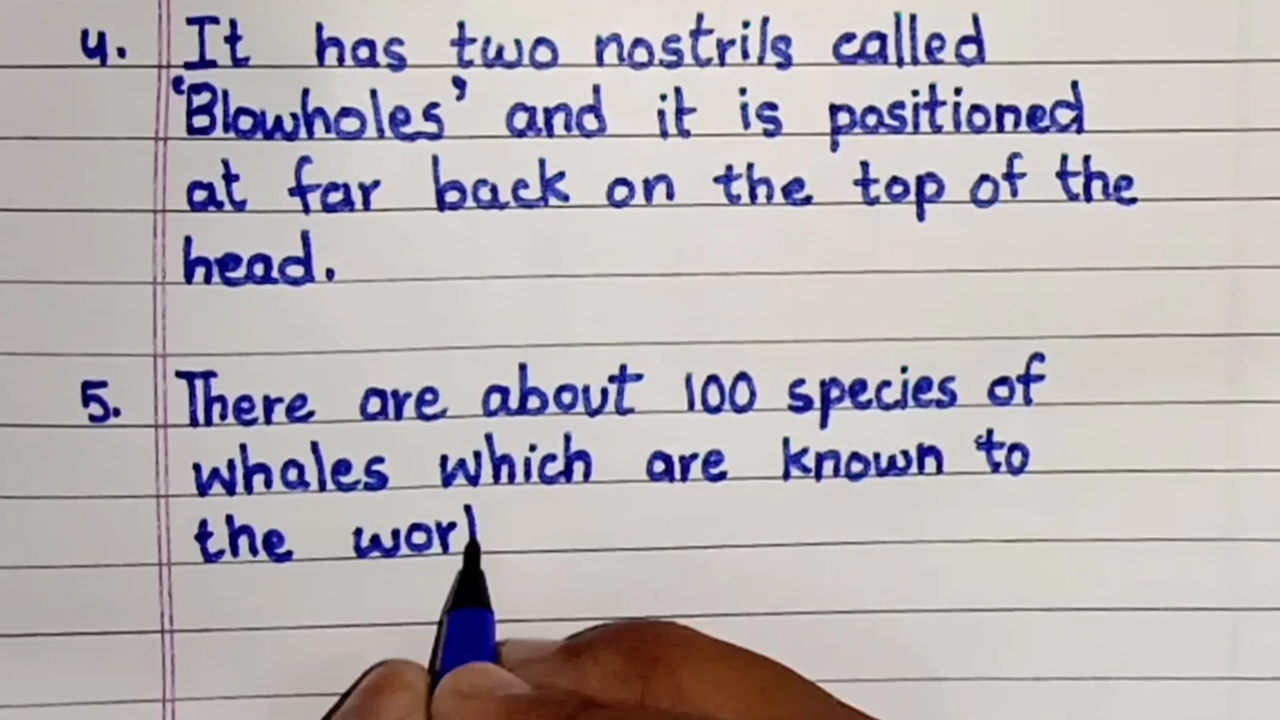 4. It has two nostrils called
'Blowholes' and it is positioned
at far back on the top of the
head.
5. There are about 100 species of
whales which are known to
the worl